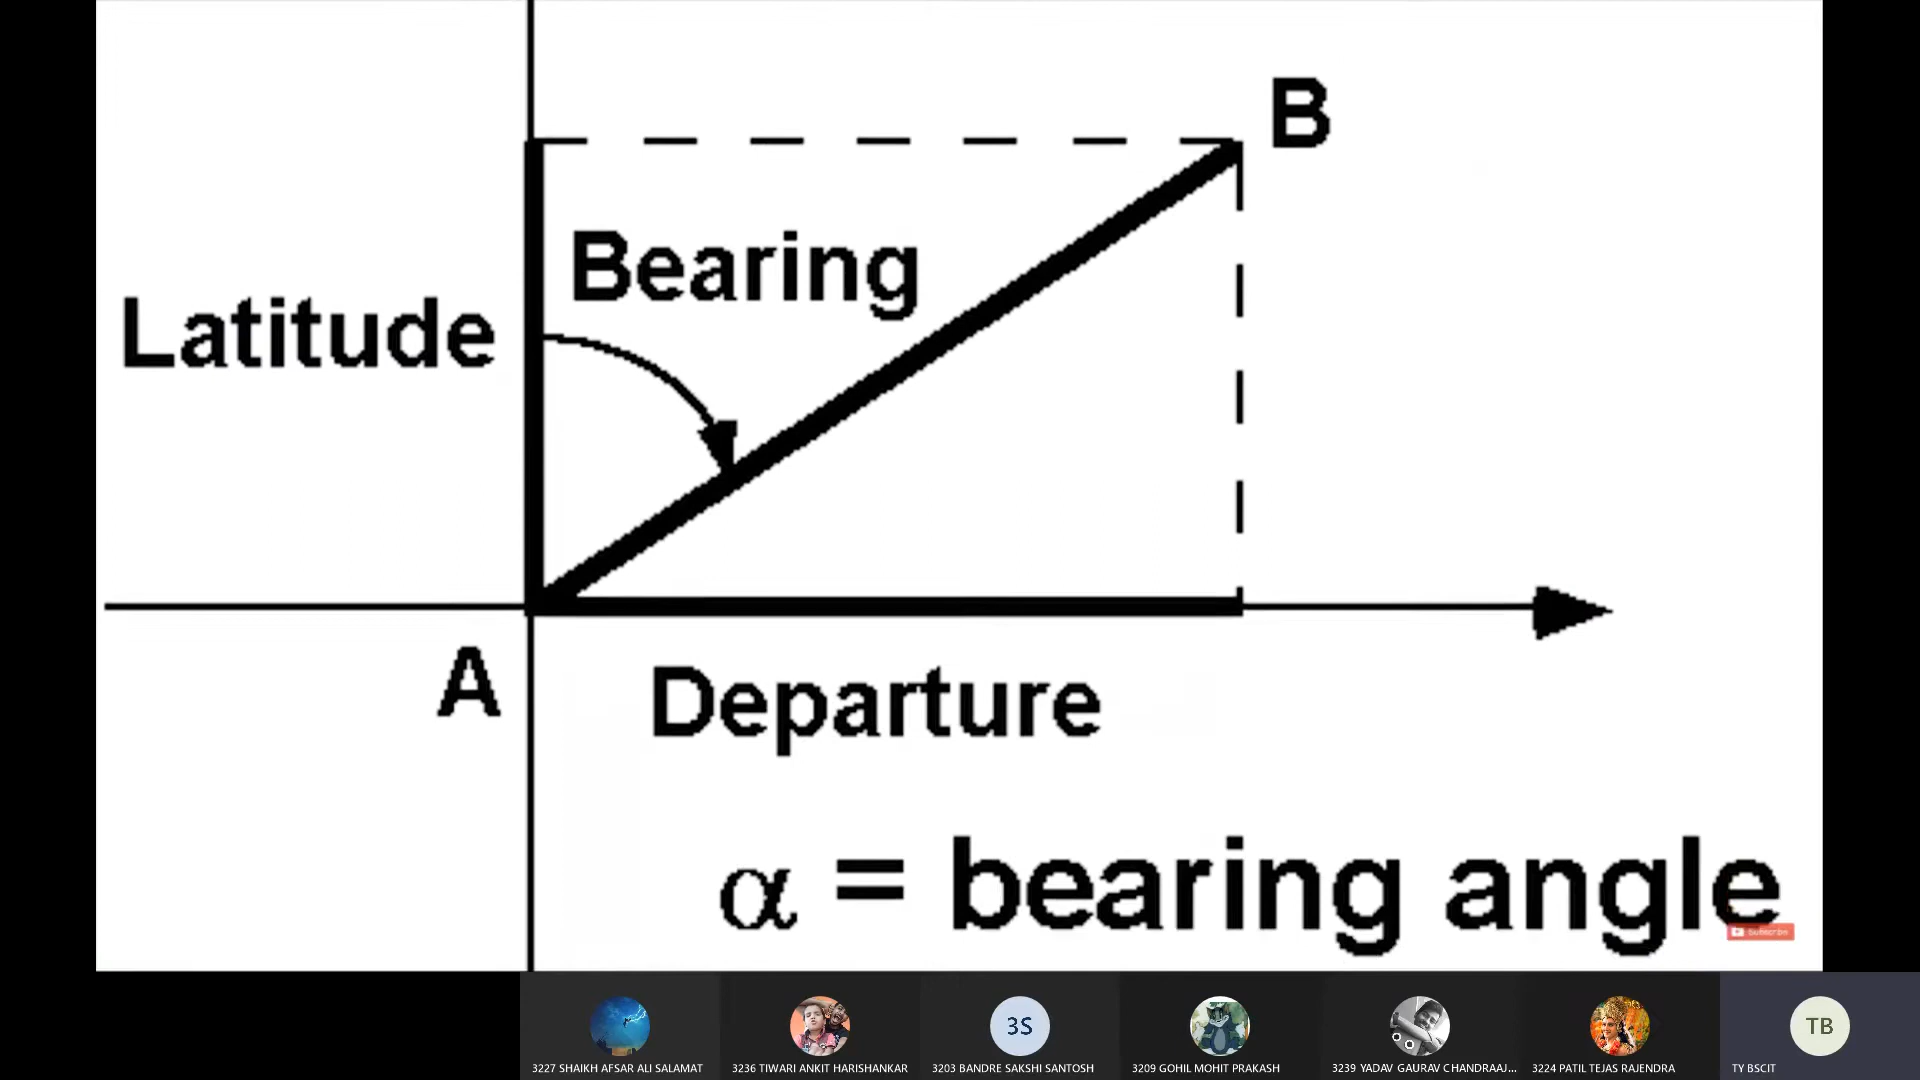 B
Bearing
Latitude
A
Departure
α = bearing angle
Subscribe
3S
TB
3227 SHAIKH AFSAR ALI SALAMAT
3236 TIWARI ANKIT HARISHANKAR
3203 BANDRE SAKSHI SANTOSH
3209 GOHIL MOHIT PRAKASH
3239 YADAV GAURAV CHANDRAAJ...
3224 PATIL TEJAS RAJENDRA
TY BSCIT